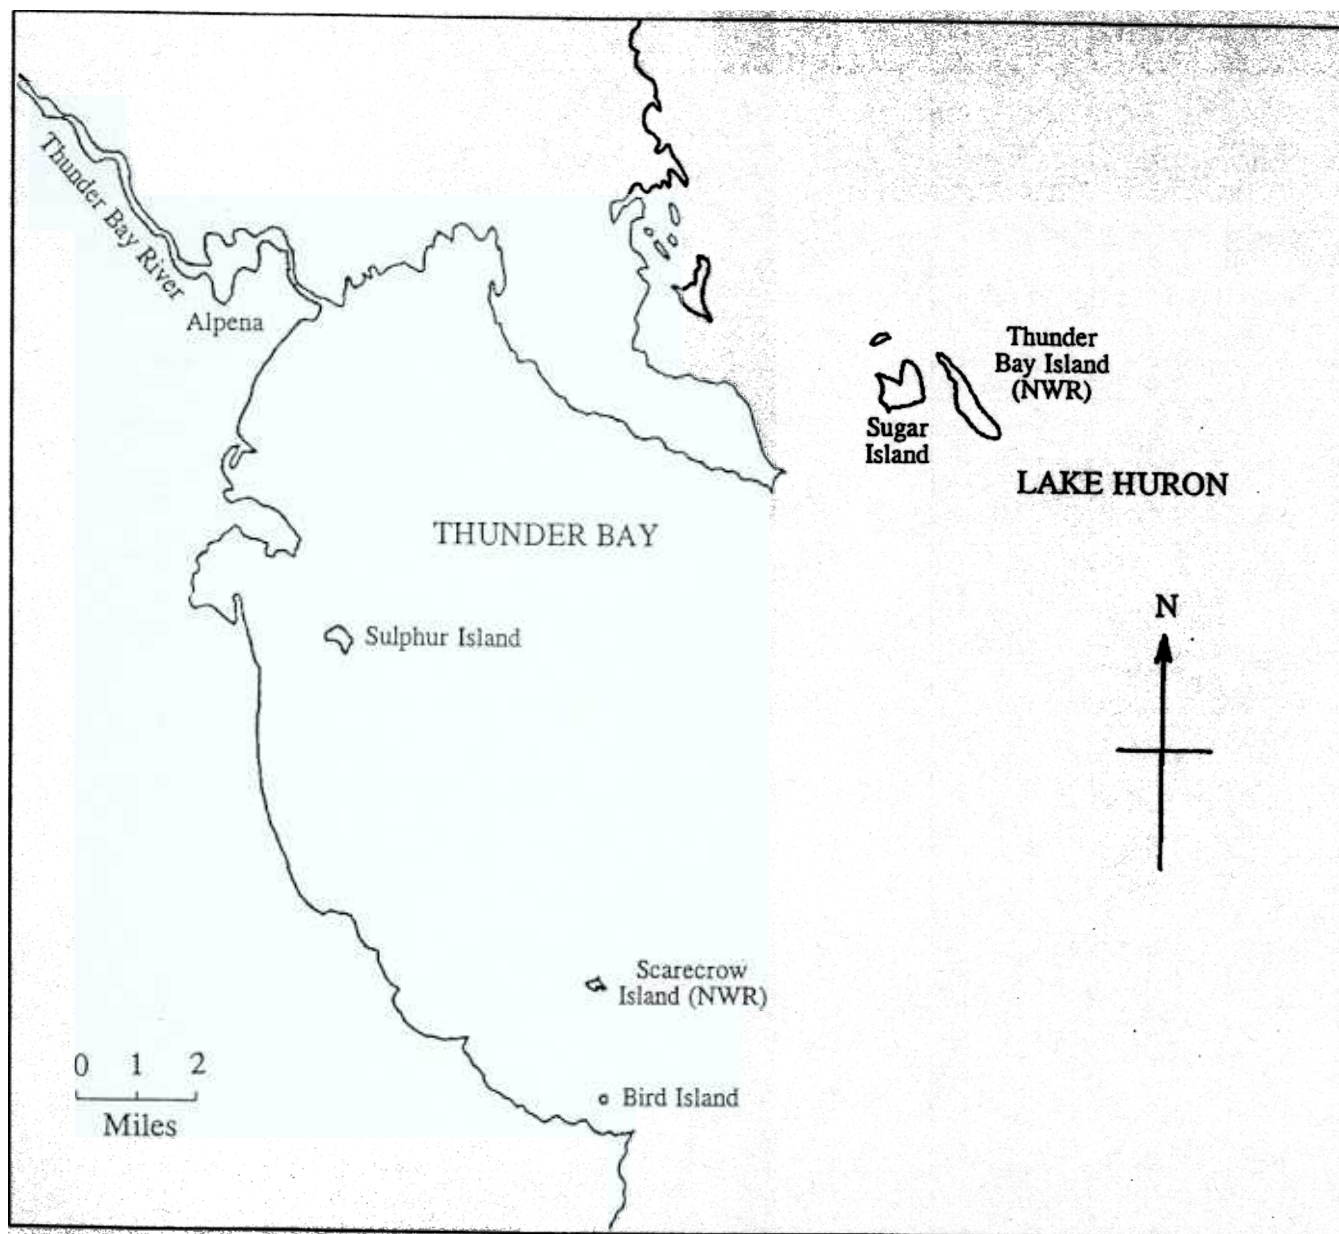 Thunder Bay River
Alpena
Thunder
Bay Island
(NWR)
Sugar
Island
LAKE HURON
THUNDER BAY
N
Sulphur Island
Scarecrow
Island (NWR)
0 1 2
Miles
Bird Island